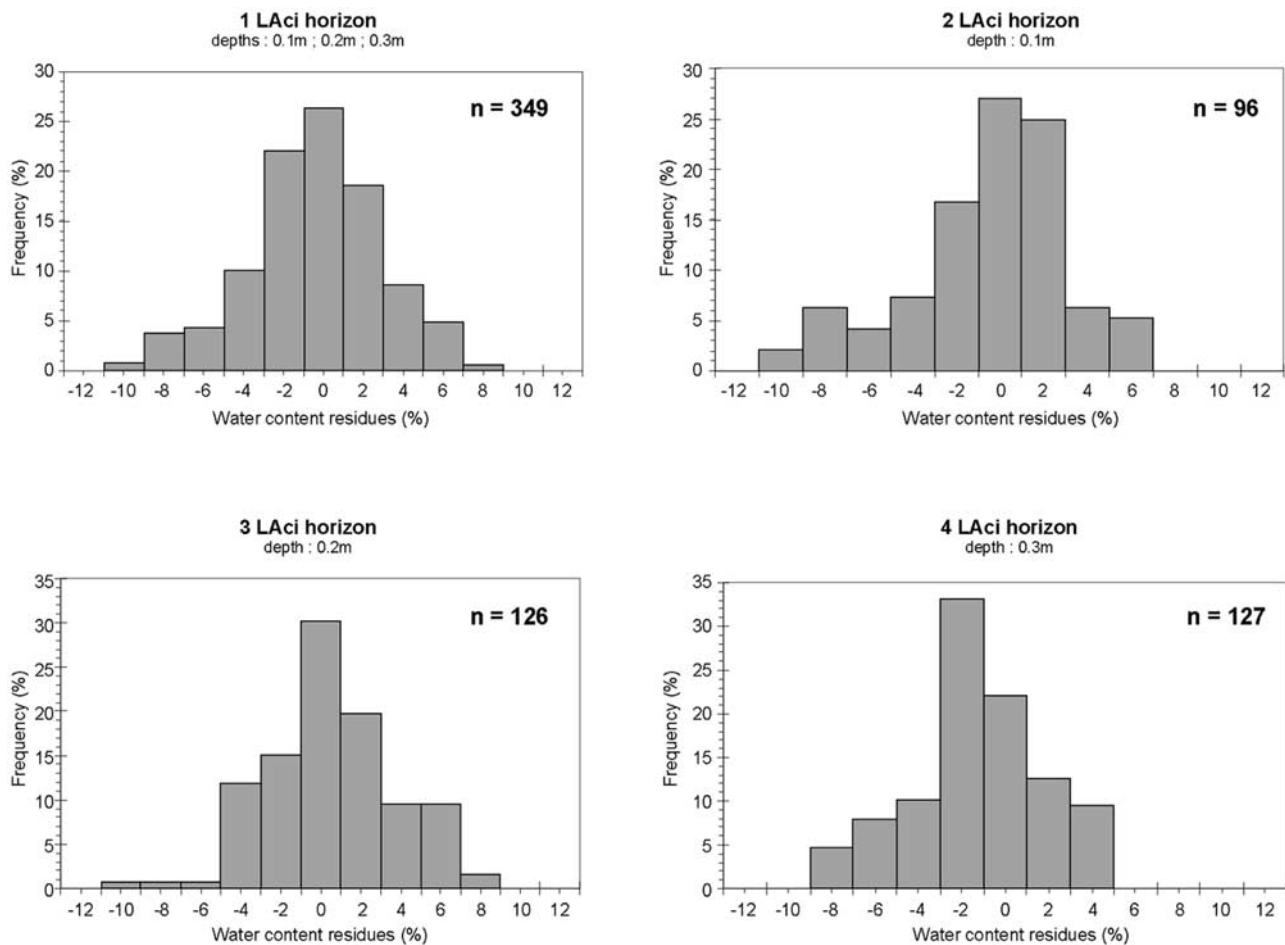 1 LAci horizon
depths : 0.1m ; 0.2m ; 0.3m
n = 349
Frequency (%)
30
25
20
15
10
5
0
-12 -10 -8 -6 -4 -2 0 2 4 6 8 10 12
Water content residues (%)
2 LAci horizon
depth : 0.1m
n = 96
Frequency (%)
30
25
20
15
10
5
0
-12 -10 -8 -6 -4 -2 0 2 4 6 8 10 12
Water content residues (%)
3 LAci horizon
depth : 0.2m
n = 126
Frequency (%)
35
30
25
20
15
10
5
0
-12 -10 -8 -6 -4 -2 0 2 4 6 8 10 12
Water content residues (%)
4 LAci horizon
depth : 0.3m
n = 127
Frequency (%)
35
30
25
20
15
10
5
0
-12 -10 -8 -6 -4 -2 0 2 4 6 8 10 12
Water content residues (%)